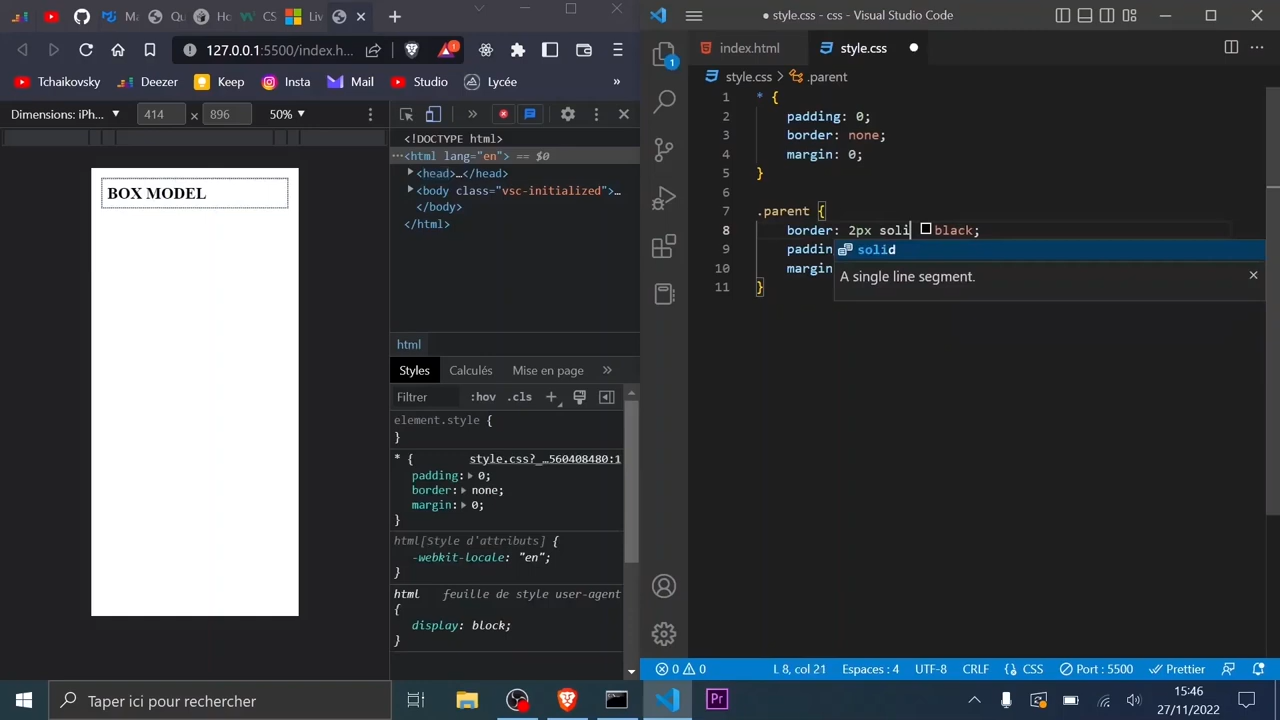 Qu
Ho
CS
Liv
style.css - css - Visual Studio Code
127.0.0.1:5500/index.h...
1
Tchaikovsky
Deezer
Keep
Insta
Mail
Studio
Lycée
»
index.html
style.css
style.css > .parent
Dimensions: iPh...
414
×
896
50%
»
<!DOCTYPE html>
<html lang="en"> == $0
<head>…</head>
<body class="vsc-initialized">…
</body>
</html>
BOX MODEL
html
Styles
Calculés
Mise en page
»
Filtrer
:hov
.cls
element.style {
}
* {
style.css?_…560408480:1
padding: 0;
border: none;
margin: 0;
}
html[Style d'attributs] {
-webkit-locale: "en";
}
html
feuille de style user-agent
{
display: block;
}
1
1 * {
2 padding: 0;
3 border: none;
4 margin: 0;
5 }
6
7 .parent {
8 border: 2px soli black;
9 paddin
10 margin
11 }
solid
A single line segment.
0 0
L 8, col 21
Espaces : 4
UTF-8
CRLF
{} CSS
Port : 5500
Prettier
Taper ici pour rechercher
Pr
15:46
27/11/2022